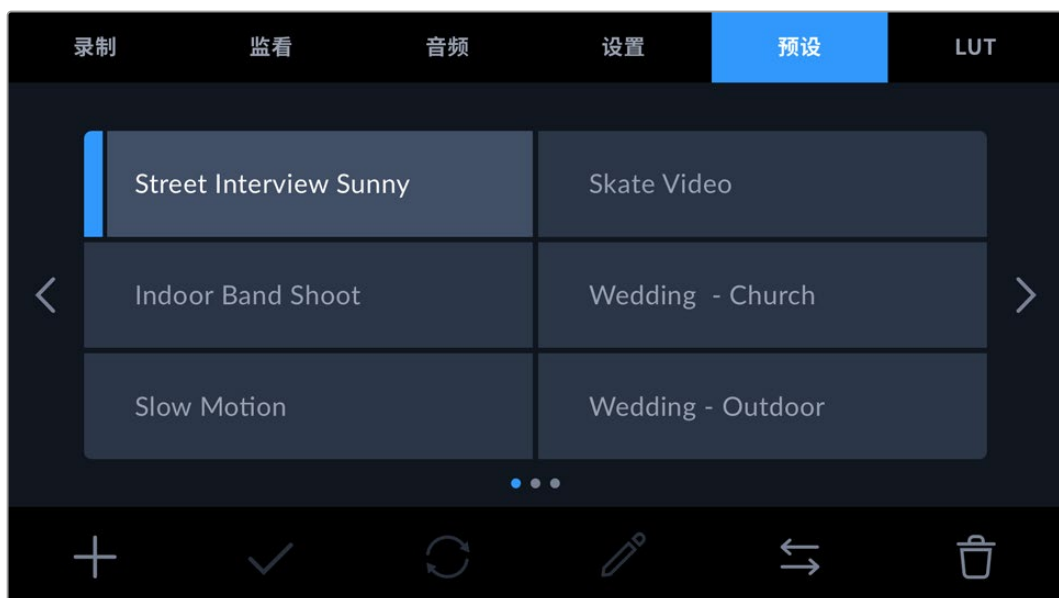 录制 监看 音频 设置 预设 LUT
Street Interview Sunny Skate Video
Indoor Band Shoot Wedding - Church
Slow Motion Wedding - Outdoor